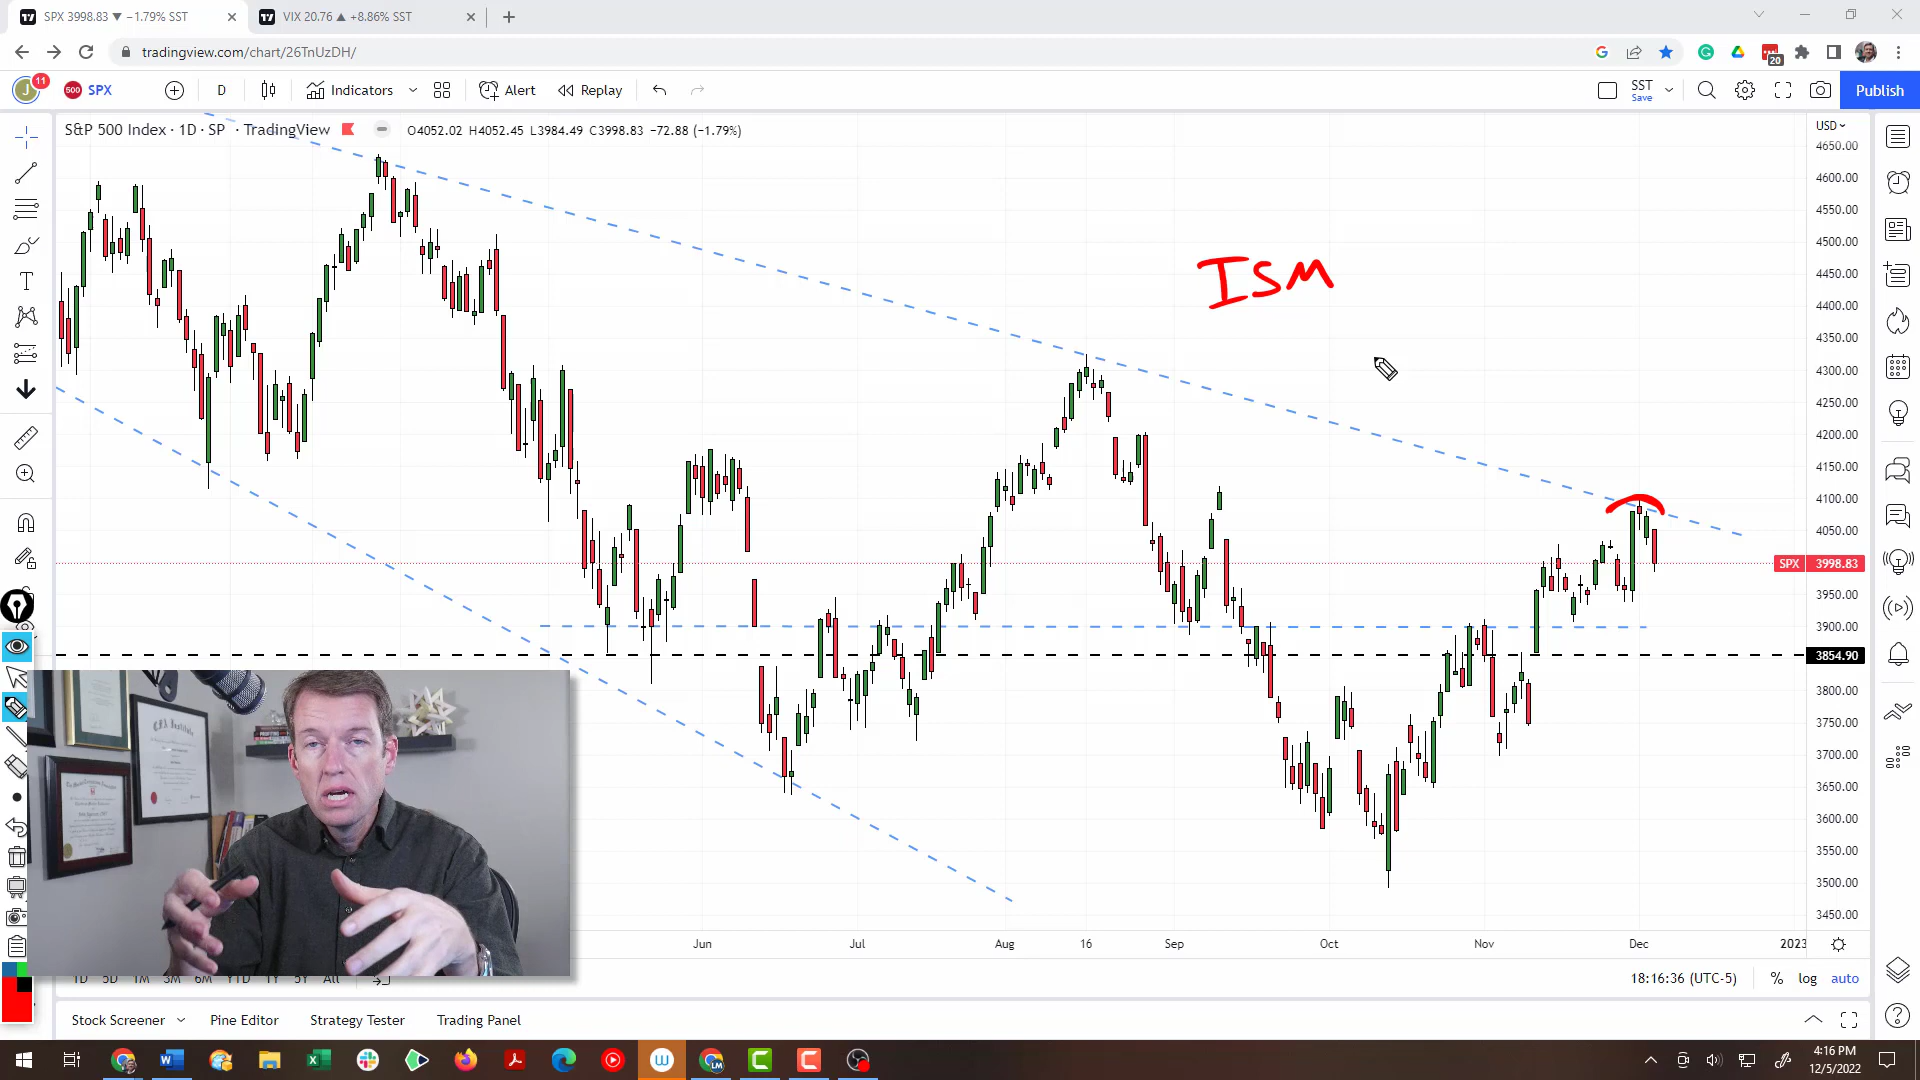 SPX 3998.83 ▼ −1.79% SST
VIX 20.76 ▲ +8.86% SST
tradingview.com/chart/26TnUzDH/
20
J
11
500
SPX
D
Indicators
Alert
Replay
SST
Save
Publish
S&P 500 Index · 1D · SP · TradingView
O4052.02 H4052.45 L3984.49 C3998.83 −72.88 (−1.79%)
USD
4650.00
4600.00
4550.00
4500.00
4450.00
4400.00
4350.00
4300.00
4250.00
4200.00
4150.00
4100.00
4050.00
SPX 3998.83
3950.00
3900.00
3854.90
3800.00
3750.00
3700.00
3650.00
3600.00
3550.00
3500.00
3450.00
ISM
Jun
Jul
Aug
16
Sep
Oct
Nov
Dec
2023
1D 5D 1M 3M 6M YTD 1Y 5Y All
18:16:36 (UTC-5)
%
log
auto
Stock Screener
Pine Editor
Strategy Tester
Trading Panel
4:16 PM
12/5/2022